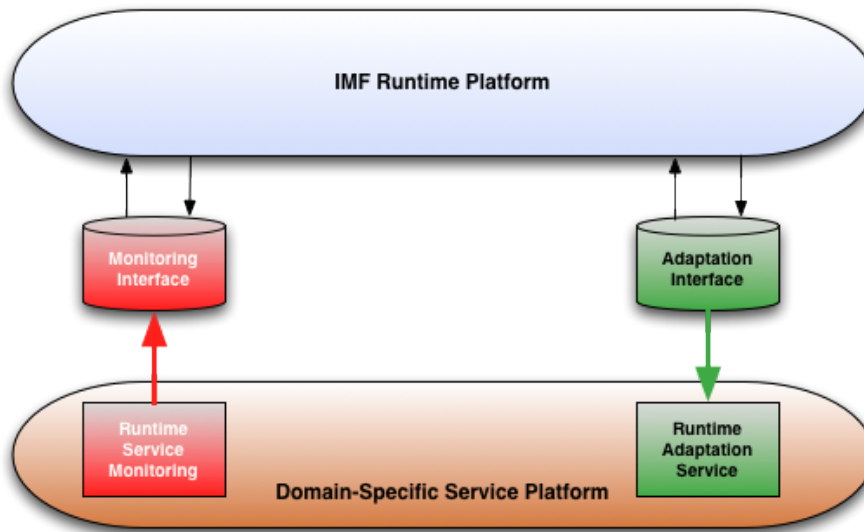 IMF Runtime Platform
Monitoring
Interface
Adaptation
Interface
Runtime
Service
Monitoring
Runtime
Adaptation
Service
Domain-Specific Service Platform